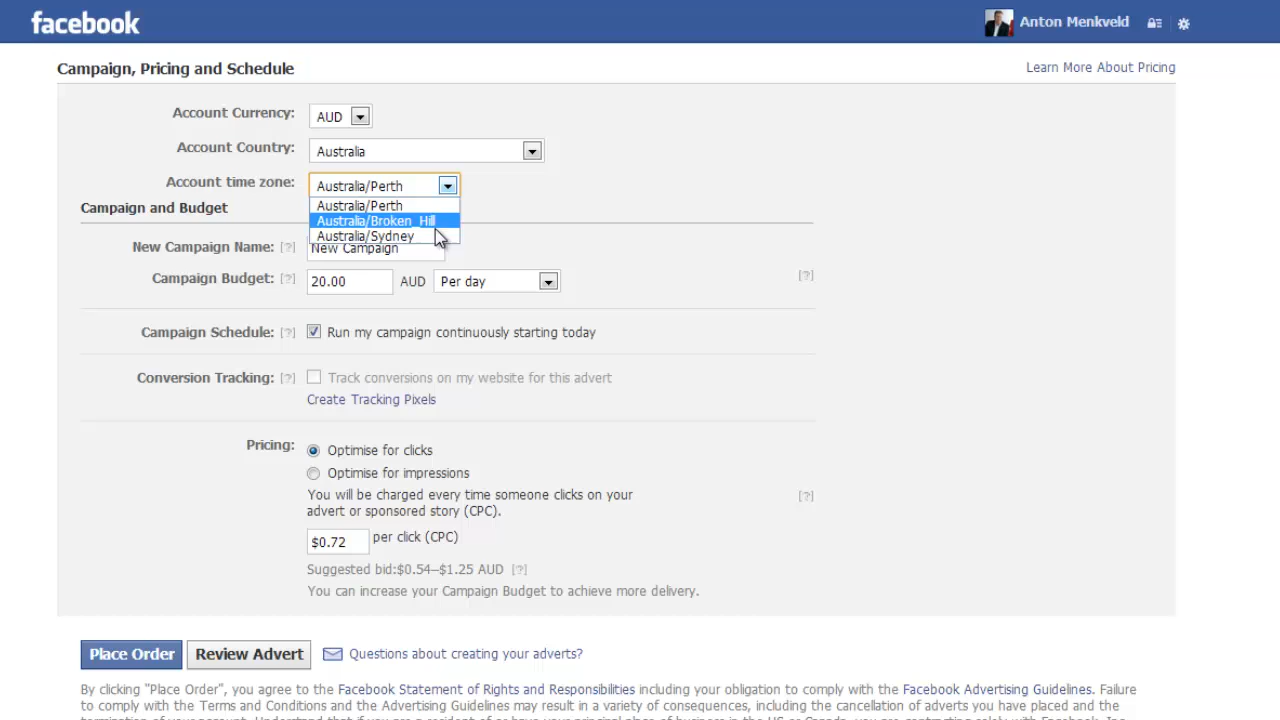 facebook
Anton Menkveld
Campaign, Pricing and Schedule
Learn More About Pricing
Account Currency: AUD
Account Country: Australia
Account time zone: Australia/Perth
Australia/Perth
Campaign and Budget
Australia/Broken_Hill
Australia/Sydney
New Campaign Name: [?] New Campaign
Campaign Budget: [?] 20.00 AUD Per day [?]
Campaign Schedule: [?] Run my campaign continuously starting today
Conversion Tracking: [?] Track conversions on my website for this advert
Create Tracking Pixels
Pricing: Optimise for clicks
Optimise for impressions
You will be charged every time someone clicks on your [?]
advert or sponsored story (CPC).
$0.72 per click (CPC)
Suggested bid:$0.54–$1.25 AUD [?]
You can increase your Campaign Budget to achieve more delivery.
Place Order Review Advert Questions about creating your adverts?
By clicking "Place Order", you agree to the Facebook Statement of Rights and Responsibilities including your obligation to comply with the Facebook Advertising Guidelines. Failure
to comply with the Terms and Conditions and the Advertising Guidelines may result in a variety of consequences, including the cancellation of adverts you have placed and the